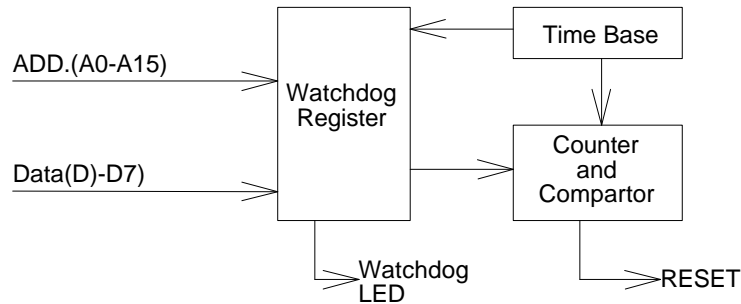 Time Base
ADD.(A0-A15)
Watchdog
Register
Counter
and
Compartor
Data(D)-D7)
Watchdog
LED
RESET